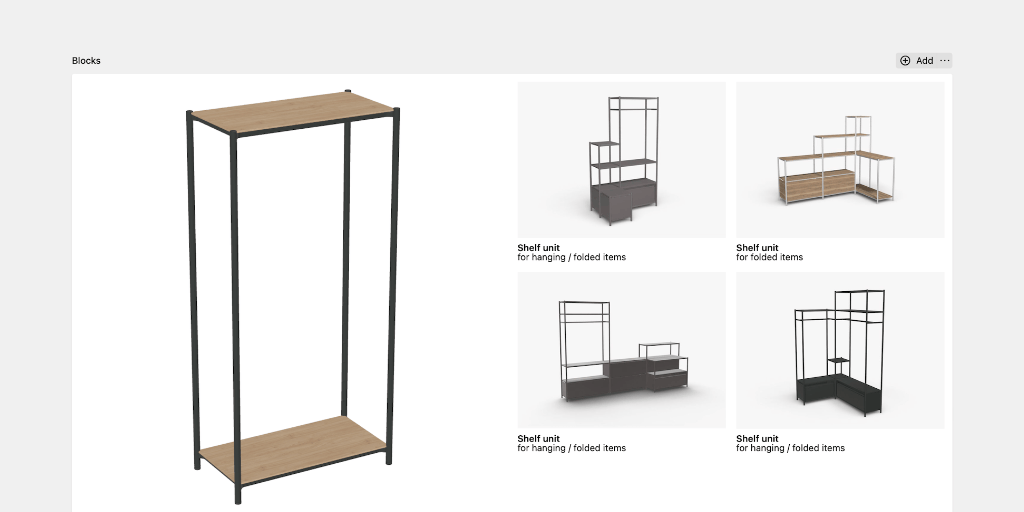 Blocks
Add
Shelf unit
for hanging / folded items
Shelf unit
for folded items
Shelf unit
for hanging / folded items
Shelf unit
for hanging / folded items